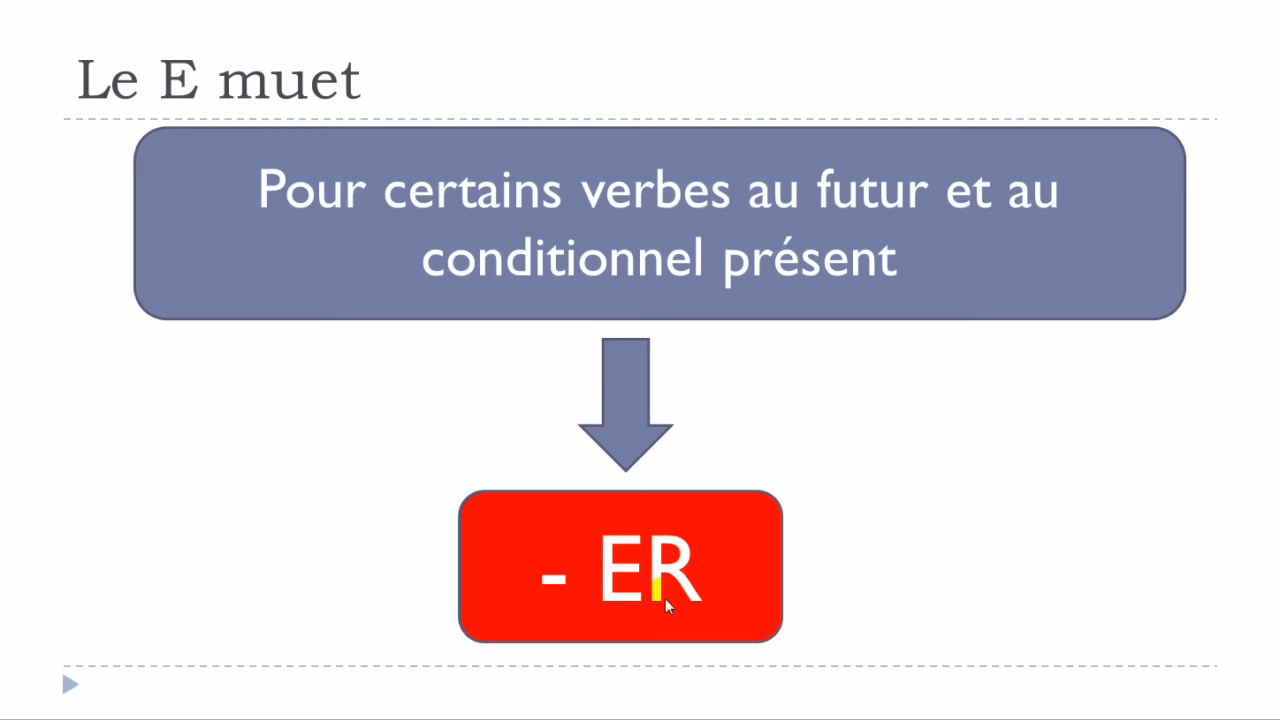 Le E muet
Pour certains verbes au futur et au
conditionnel présent
- ER